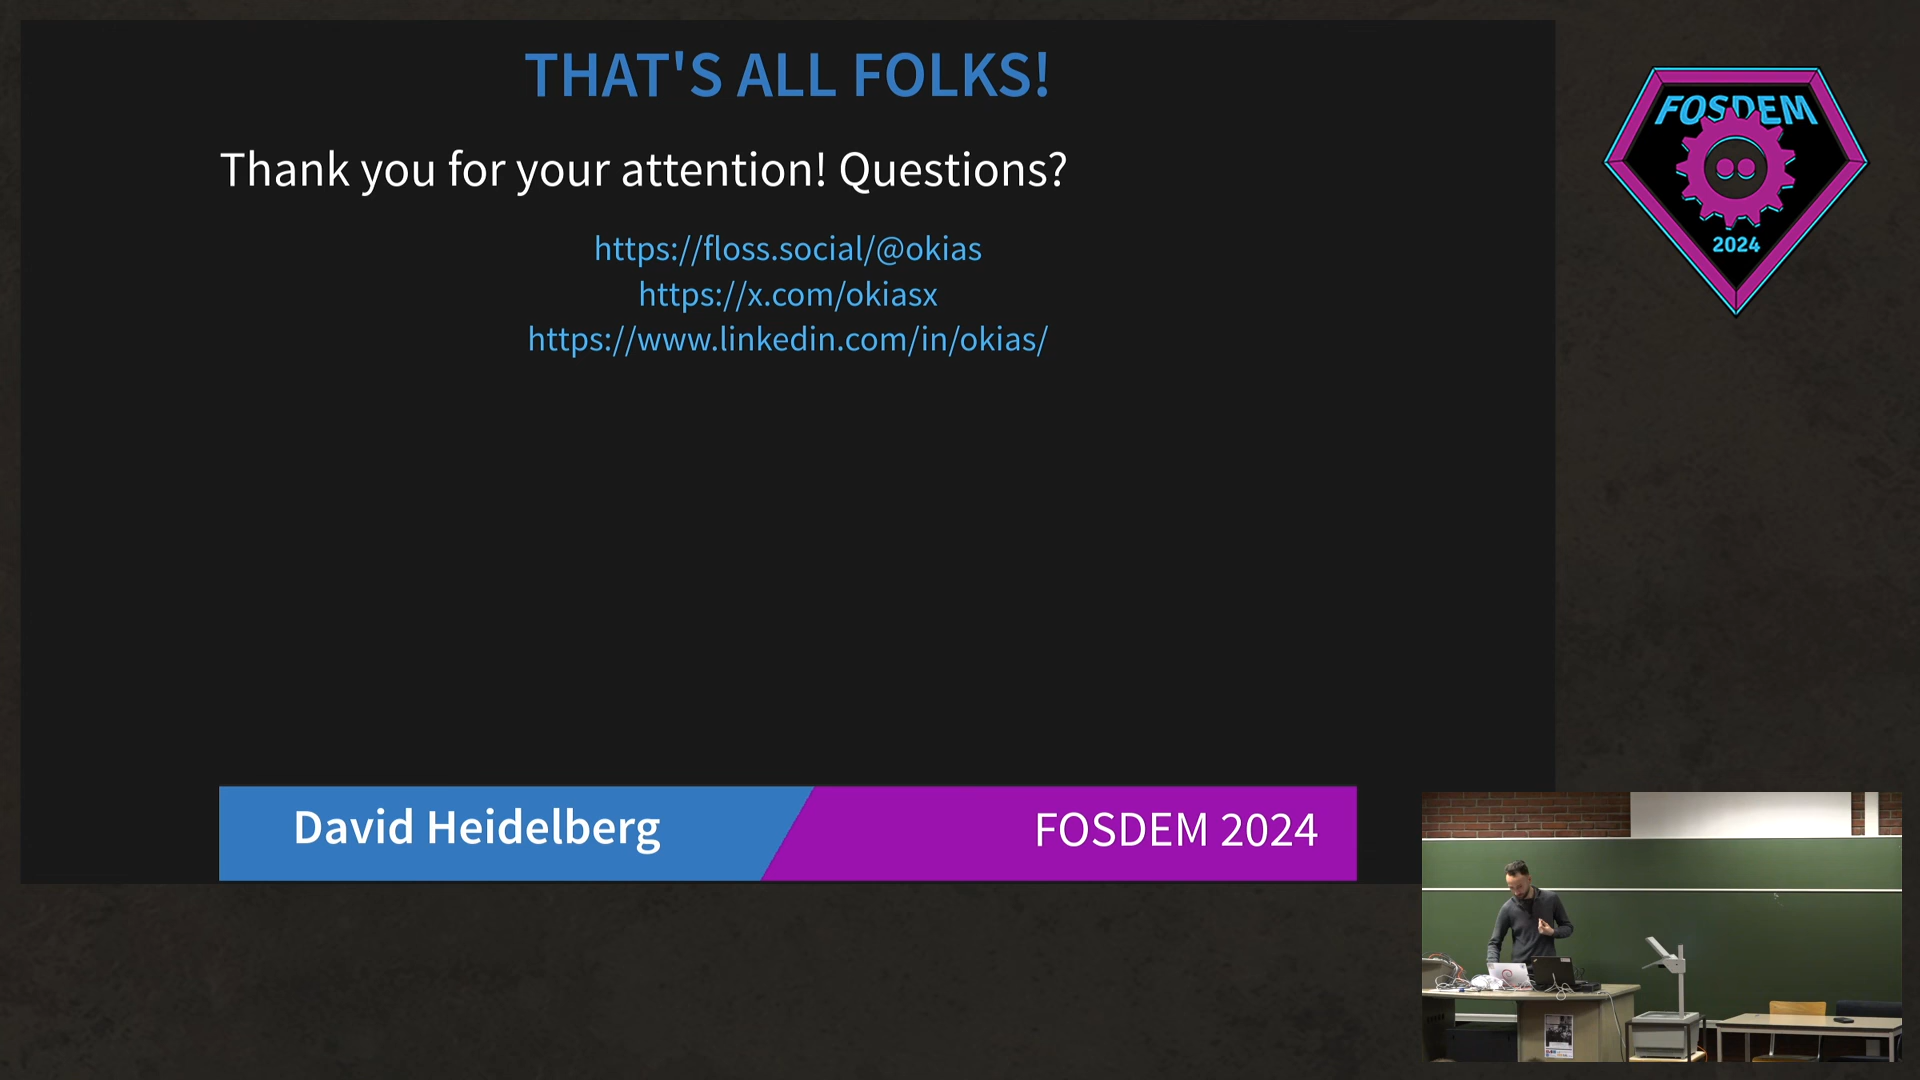 THAT'S ALL FOLKS!
Thank you for your attention! Questions?
https://floss.social/@okias
https://x.com/okiasx
https://www.linkedin.com/in/okias/
David Heidelberg
FOSDEM 2024
FOSDEM
2024